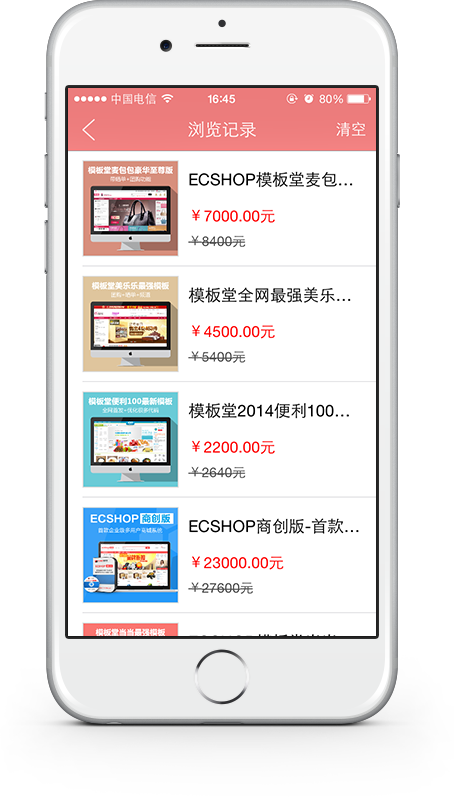 中国电信
16:45
80%
浏览记录
清空
模板堂麦包包豪华至尊版
ECSHOP模板堂麦包...
￥7000.00元
￥8400元
模板堂美乐乐最强模板
模板堂全网最强美乐...
￥4500.00元
￥5400元
模板堂便利100最新模板
模板堂2014便利100...
￥2200.00元
￥2640元
ECSHOP 商创版
ECSHOP商创版-首款...
￥23000.00元
￥27600元
模板堂当当最强模板